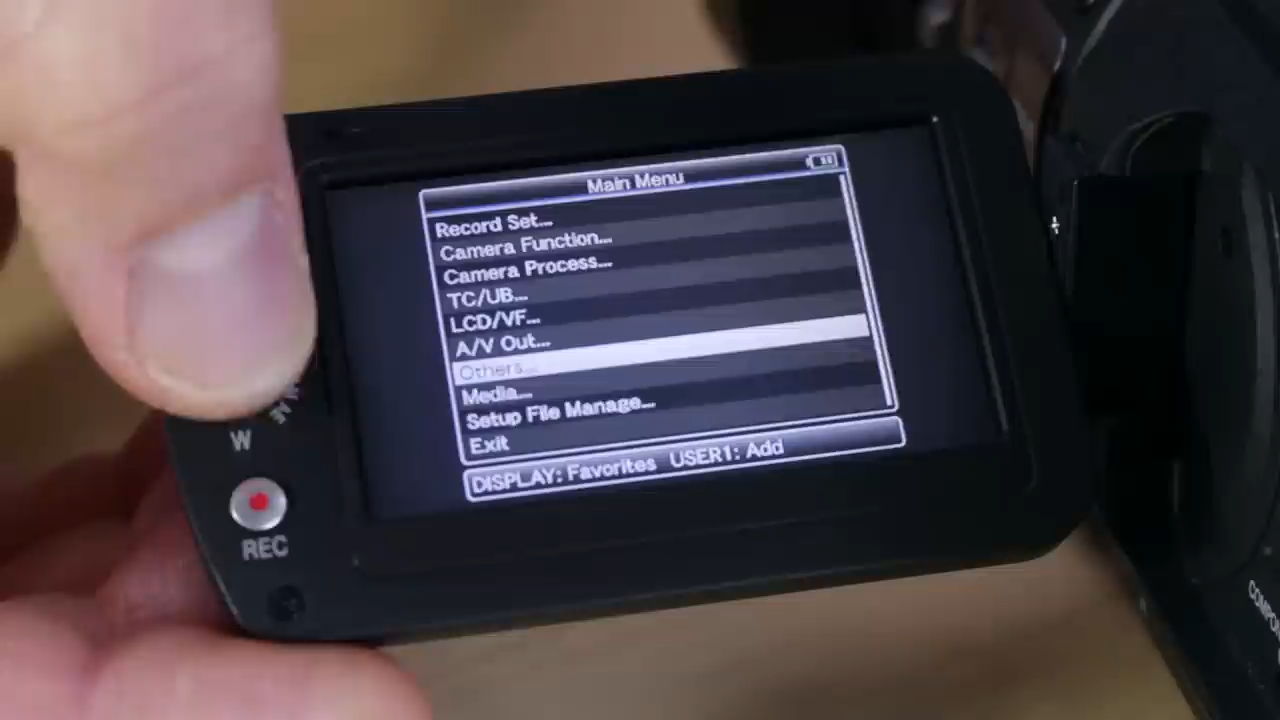 Main Menu
Record Set...
Camera Function...
Camera Process...
TC/UB...
LCD/VF...
A/V Out...
Others...
Media...
Setup File Manage...
Exit
DISPLAY: Favorites USER1: Add
W
REC